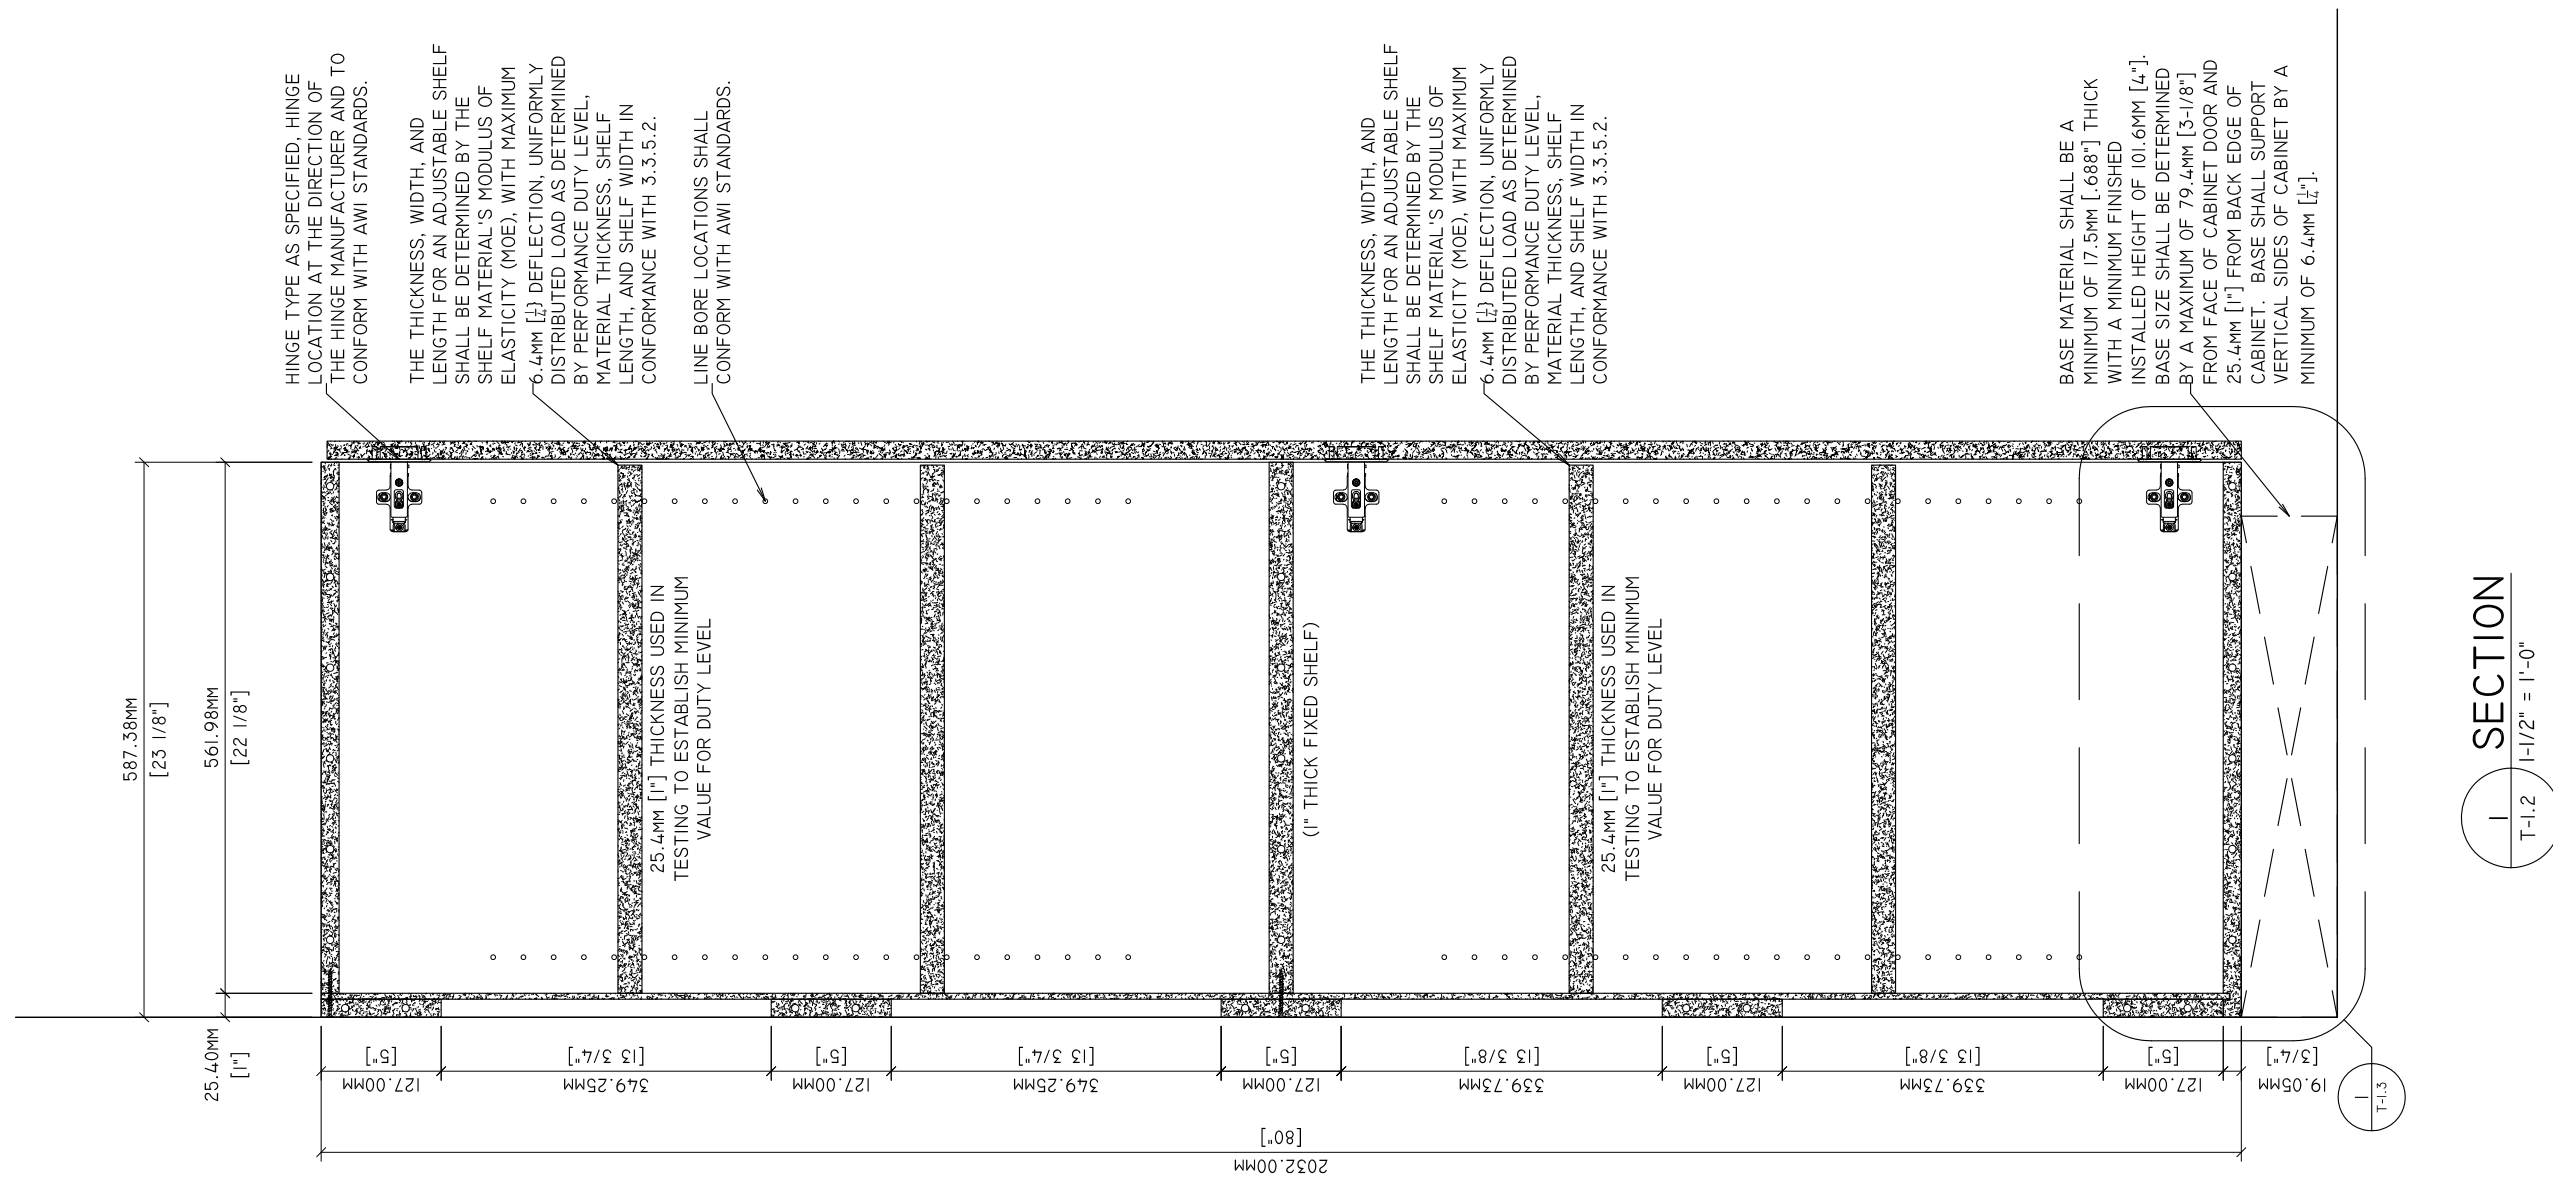 HINGE TYPE AS SPECIFIED, HINGE
LOCATION AT THE DIRECTION OF
THE HINGE MANUFACTURER AND TO
CONFORM WITH AWI STANDARDS.
THE THICKNESS, WIDTH, AND
LENGTH FOR AN ADJUSTABLE SHELF
SHALL BE DETERMINED BY THE
SHELF MATERIAL'S MODULUS OF
ELASTICITY (MOE), WITH MAXIMUM
6.4MM [1/4"] DEFLECTION, UNIFORMLY
DISTRIBUTED LOAD AS DETERMINED
BY PERFORMANCE DUTY LEVEL,
MATERIAL THICKNESS, SHELF
LENGTH, AND SHELF WIDTH IN
CONFORMANCE WITH 3.3.5.2.
LINE BORE LOCATIONS SHALL
CONFORM WITH AWI STANDARDS.
THE THICKNESS, WIDTH, AND
LENGTH FOR AN ADJUSTABLE SHELF
SHALL BE DETERMINED BY THE
SHELF MATERIAL'S MODULUS OF
ELASTICITY (MOE), WITH MAXIMUM
6.4MM [1/4"] DEFLECTION, UNIFORMLY
DISTRIBUTED LOAD AS DETERMINED
BY PERFORMANCE DUTY LEVEL,
MATERIAL THICKNESS, SHELF
LENGTH, AND SHELF WIDTH IN
CONFORMANCE WITH 3.3.5.2.
BASE MATERIAL SHALL BE A
MINIMUM OF 17.5MM [.688"] THICK
WITH A MINIMUM FINISHED
INSTALLED HEIGHT OF 101.6MM [4"].
BASE SIZE SHALL BE DETERMINED
BY A MAXIMUM OF 79.4MM [3-1/8"]
FROM FACE OF CABINET DOOR AND
25.4MM [1"] FROM BACK EDGE OF
CABINET. BASE SHALL SUPPORT
VERTICAL SIDES OF CABINET BY A
MINIMUM OF 6.4MM [1/4"].
587.38MM
[23 1/8"]
561.98MM
[22 1/8"]
25.40MM
[1"]
25.4MM [1"] THICKNESS USED IN
TESTING TO ESTABLISH MINIMUM
VALUE FOR DUTY LEVEL
(1" THICK FIXED SHELF)
25.4MM [1"] THICKNESS USED IN
TESTING TO ESTABLISH MINIMUM
VALUE FOR DUTY LEVEL
127.00MM
[5"]
349.25MM
[13 3/4"]
127.00MM
[5"]
349.25MM
[13 3/4"]
127.00MM
[5"]
339.73MM
[13 3/8"]
127.00MM
[5"]
339.73MM
[13 3/8"]
127.00MM
[5"]
19.05MM
[3/4"]
2032.00MM
[80"]
1
T-1.3
1
T-1.2
SECTION
1-1/2" = 1'-0"